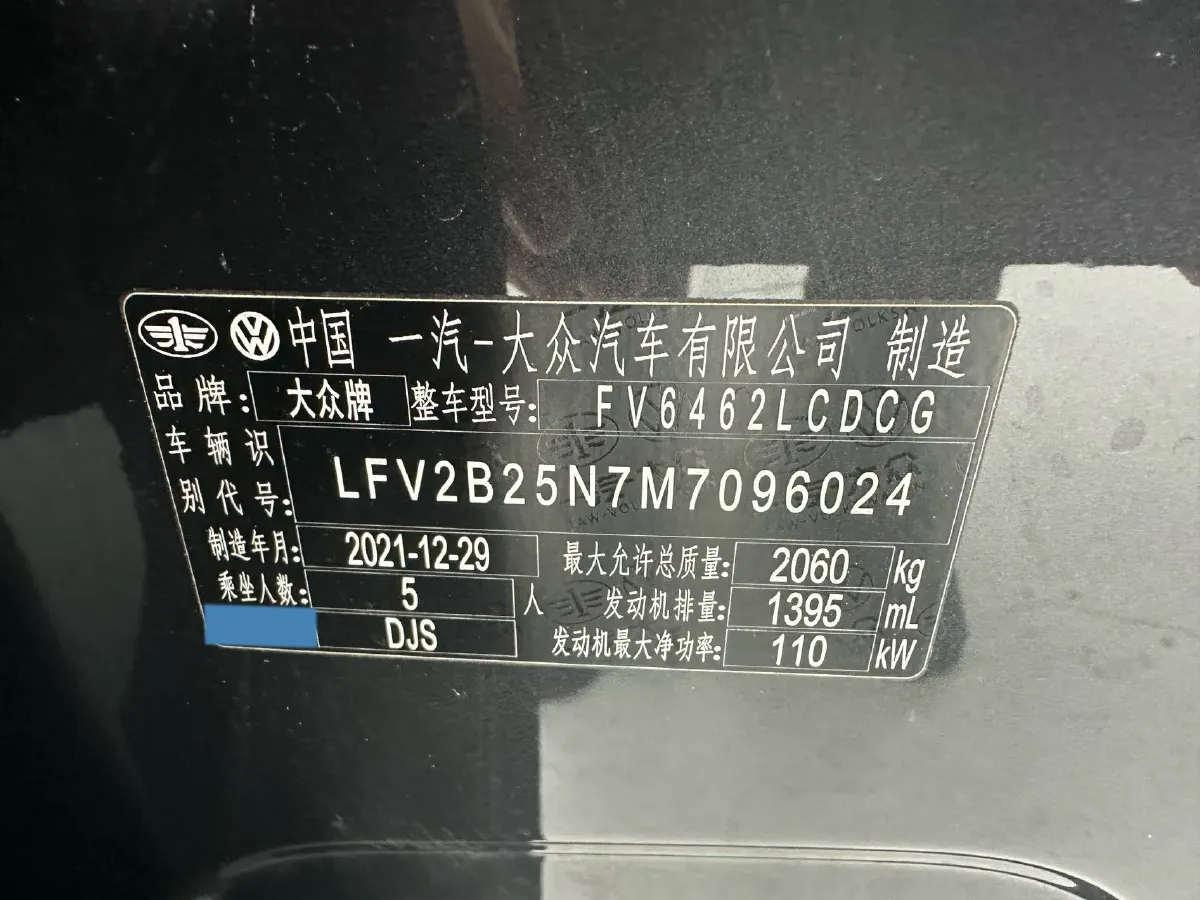 中国 一汽-大众汽车有限公司 制造
品牌: 大众牌 整车型号: FV6462LCDCG
车辆识别代号: LFV2B25N7M7096024
制造年月: 2021-12-29 最大允许总质量: 2060 kg
乘坐人数: 5 人 发动机排量: 1395 mL
DJS 发动机最大净功率: 110 kW